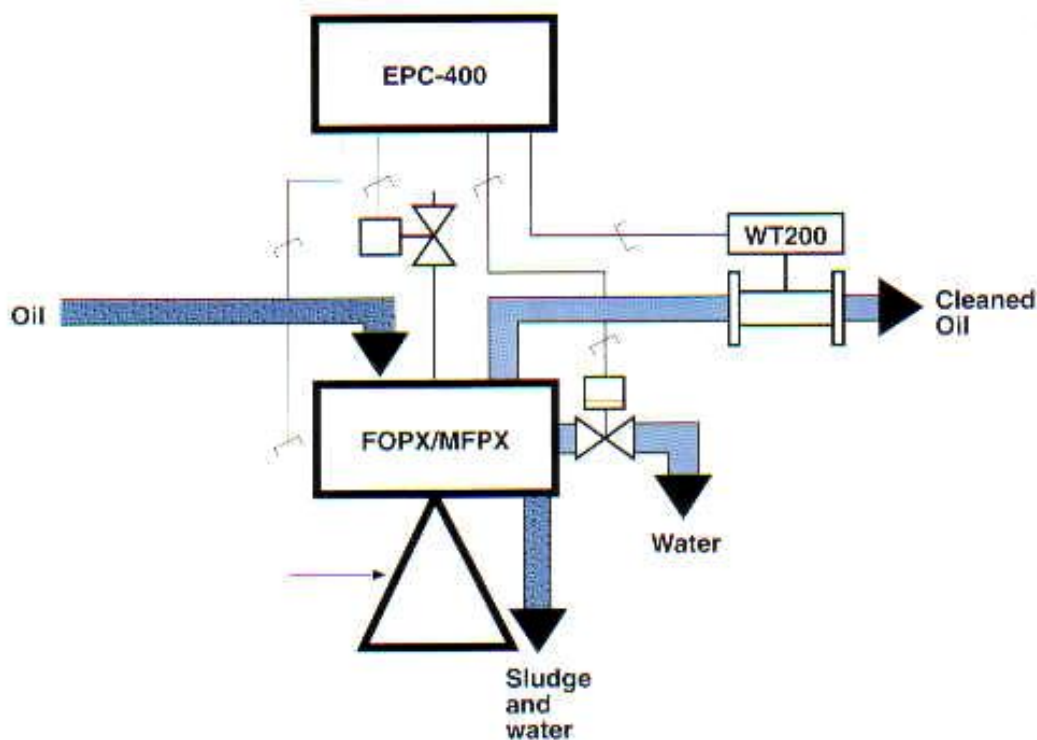 EPC-400
WT200
Oil
Cleaned
Oil
FOPX/MFPX
Water
Sludge
and
water